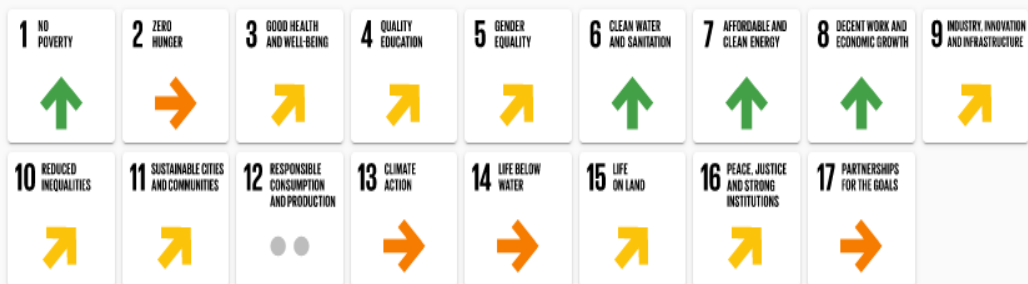 1 NO
POVERTY
2 ZERO
HUNGER
3 GOOD HEALTH
AND WELL-BEING
4 QUALITY
EDUCATION
5 GENDER
EQUALITY
6 CLEAN WATER
AND SANITATION
7 AFFORDABLE AND
CLEAN ENERGY
8 DECENT WORK AND
ECONOMIC GROWTH
9 INDUSTRY, INNOVATION
AND INFRASTRUCTURE
10 REDUCED
INEQUALITIES
11 SUSTAINABLE CITIES
AND COMMUNITIES
12 RESPONSIBLE
CONSUMPTION
AND PRODUCTION
13 CLIMATE
ACTION
14 LIFE BELOW
WATER
15 LIFE
ON LAND
16 PEACE, JUSTICE
AND STRONG
INSTITUTIONS
17 PARTNERSHIPS
FOR THE GOALS